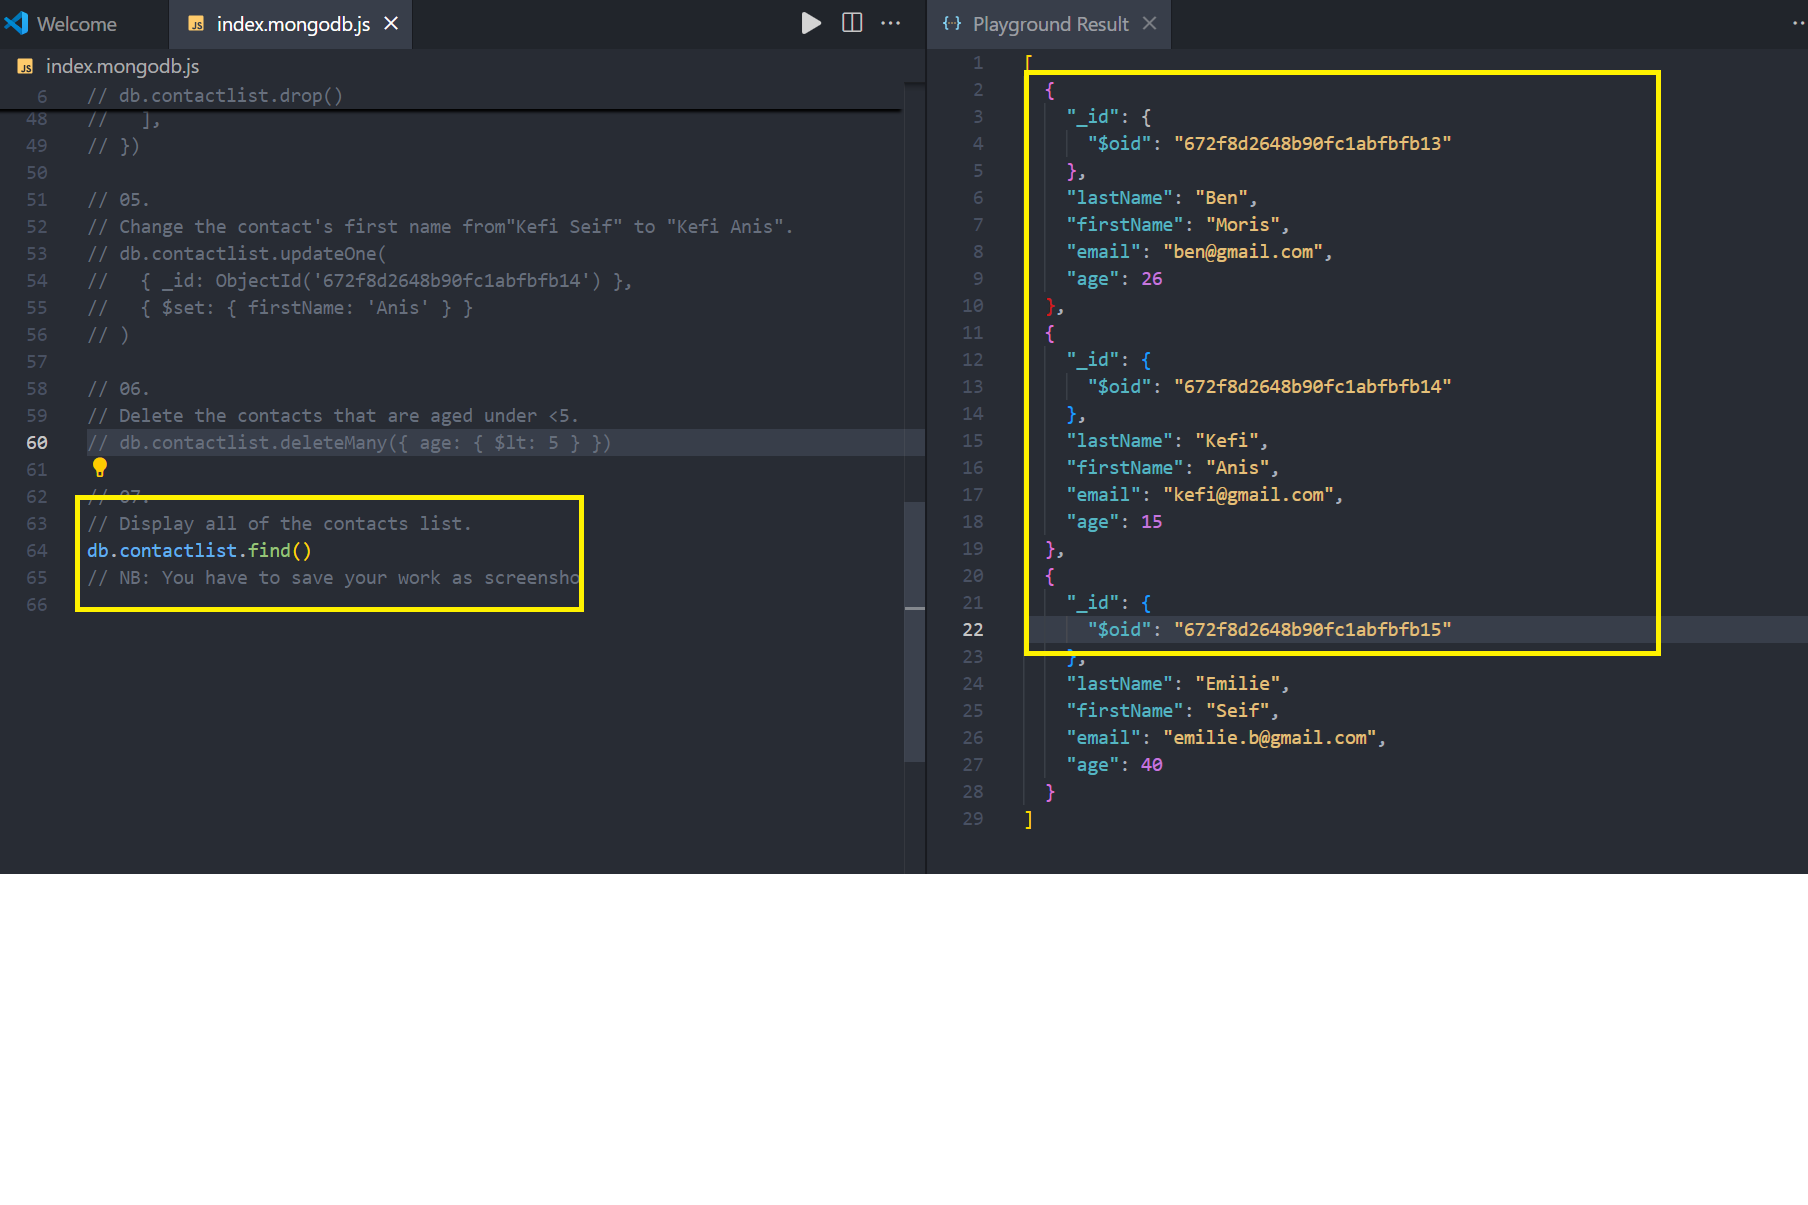 Welcome
index.mongodb.js
index.mongodb.js
6 // db.contactlist.drop()
48 // ],
49 // })
50
51 // 05.
52 // Change the contact's first name from"Kefi Seif" to "Kefi Anis".
53 // db.contactlist.updateOne(
54 // { _id: ObjectId('672f8d2648b90fc1abfbfb14') },
55 // { $set: { firstName: 'Anis' } }
56 // )
57
58 // 06.
59 // Delete the contacts that are aged under <5.
60 // db.contactlist.deleteMany({ age: { $lt: 5 } })
61
62 // 07.
63 // Display all of the contacts list.
64 db.contactlist.find()
65 // NB: You have to save your work as screensho
66
Playground Result
1 [
2 {
3 "_id": {
4 "$oid": "672f8d2648b90fc1abfbfb13"
5 },
6 "lastName": "Ben",
7 "firstName": "Moris",
8 "email": "ben@gmail.com",
9 "age": 26
10 },
11 {
12 "_id": {
13 "$oid": "672f8d2648b90fc1abfbfb14"
14 },
15 "lastName": "Kefi",
16 "firstName": "Anis",
17 "email": "kefi@gmail.com",
18 "age": 15
19 },
20 {
21 "_id": {
22 "$oid": "672f8d2648b90fc1abfbfb15"
23 },
24 "lastName": "Emilie",
25 "firstName": "Seif",
26 "email": "emilie.b@gmail.com",
27 "age": 40
28 }
29 ]